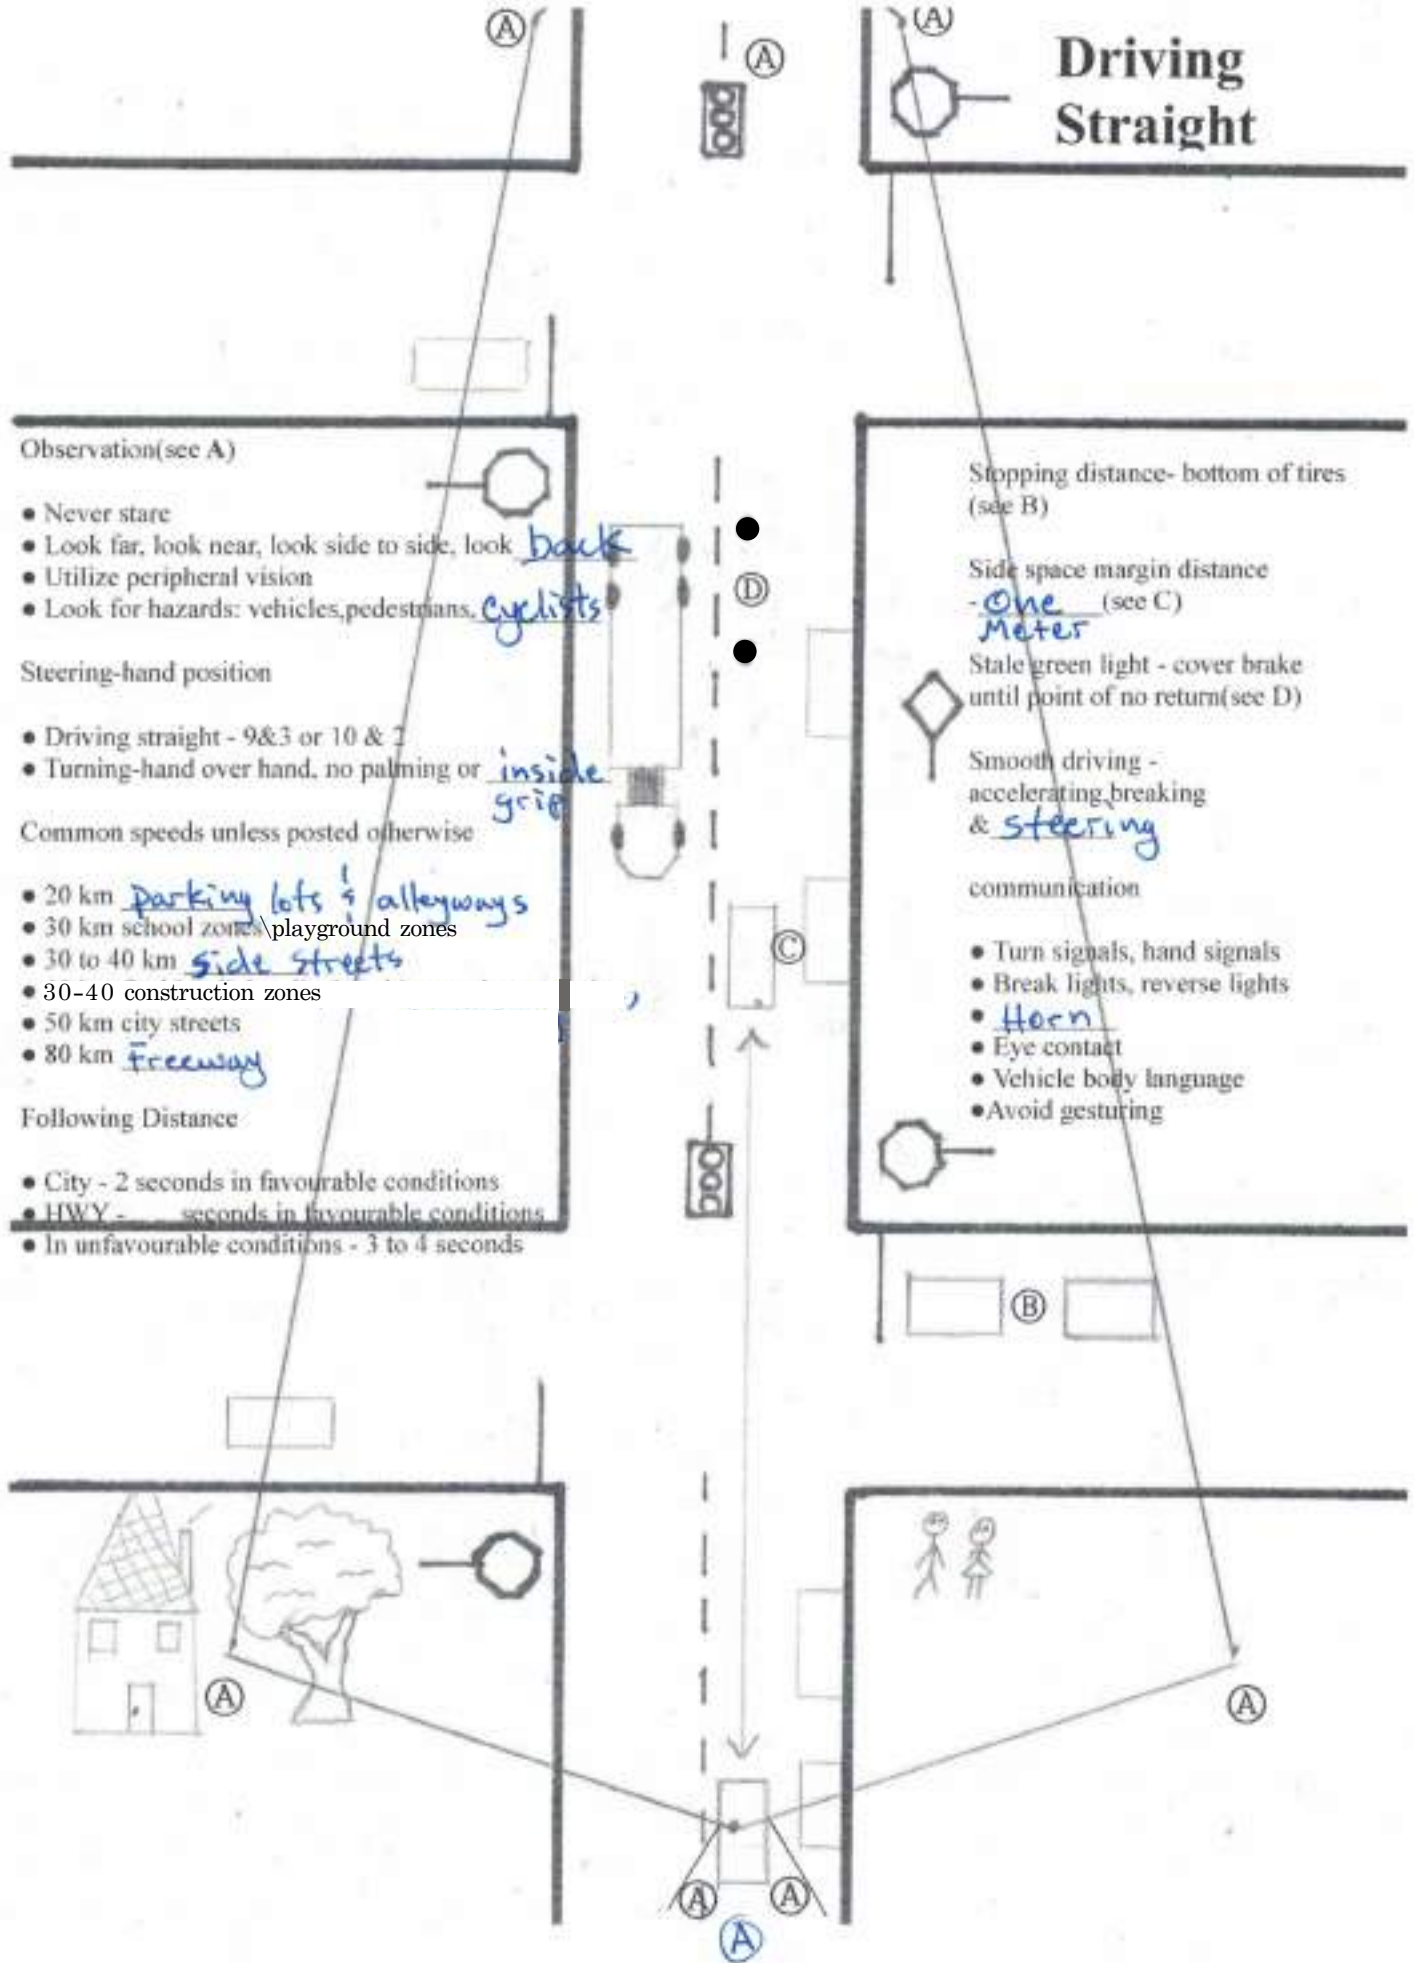 Ⓐ
Ⓐ
Ⓐ
Driving
Straight
Observation(see A)
● Never stare
● Look far, look near, look side to side, look back
● Utilize peripheral vision
● Look for hazards: vehicles,pedestrians, cyclists
Steering-hand position
● Driving straight - 9&3 or 10 & 2
● Turning-hand over hand, no palming or inside
grip
Common speeds unless posted otherwise
● 20 km parking lots & alleyways
● 30 km school zones\playground zones
● 30 to 40 km side streets
● 30-40 construction zones
● 50 km city streets
● 80 km Freeway
Following Distance
● City - 2 seconds in favourable conditions
● HWY - ____ seconds in favourable conditions
● In unfavourable conditions - 3 to 4 seconds
Ⓓ
Ⓒ
Stopping distance- bottom of tires
(see B)
Side space margin distance
- One (see C)
Meter
Stale green light - cover brake
until point of no return(see D)
Smooth driving -
accelerating,breaking
& steering
communication
● Turn signals, hand signals
● Break lights, reverse lights
● Horn
● Eye contact
● Vehicle body language
●Avoid gesturing
Ⓑ
Ⓐ
Ⓐ
Ⓐ
Ⓐ
Ⓐ